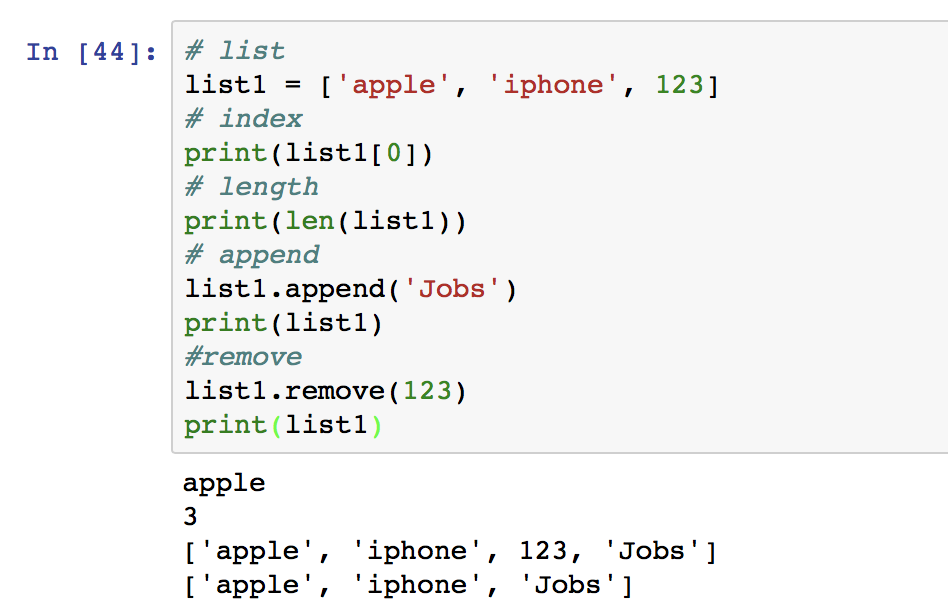 In [44]:
# list
list1 = ['apple', 'iphone', 123]
# index
print(list1[0])
# length
print(len(list1))
# append
list1.append('Jobs')
print(list1)
#remove
list1.remove(123)
print(list1)
apple
3
['apple', 'iphone', 123, 'Jobs']
['apple', 'iphone', 'Jobs']